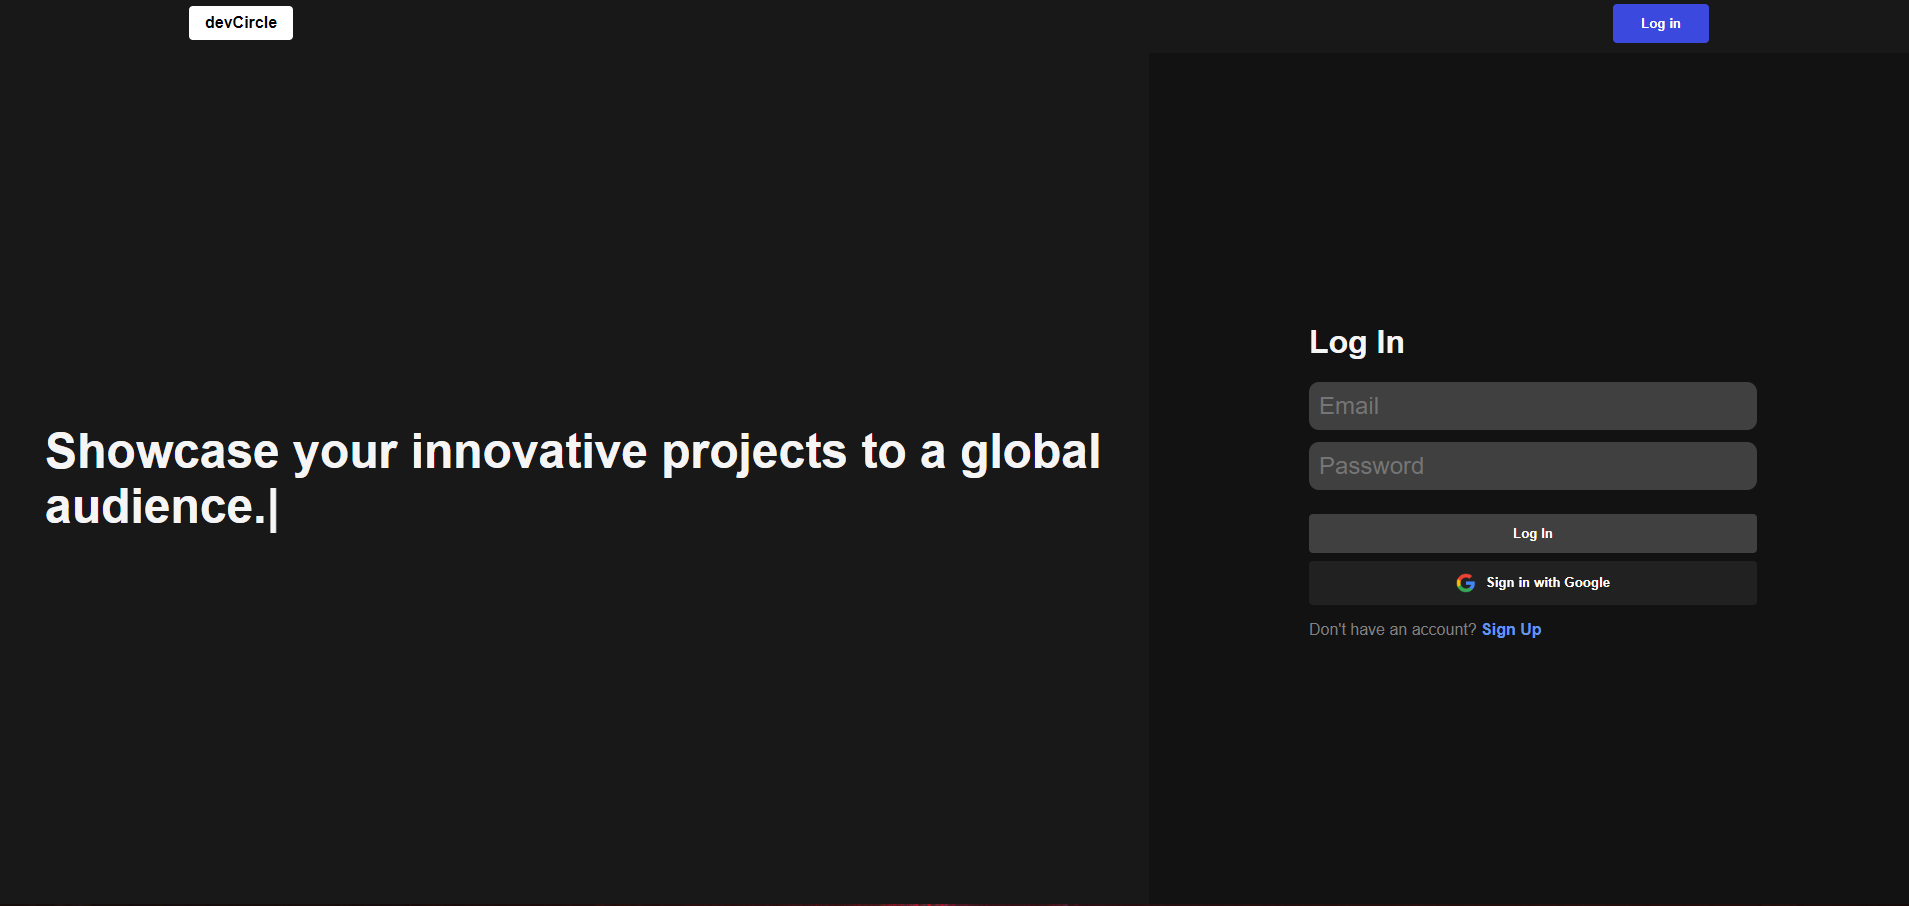 devCircle
Log in
Showcase your innovative projects to a global
audience.|
Log In
Email
Password
Log In
Sign in with Google
Don't have an account? Sign Up